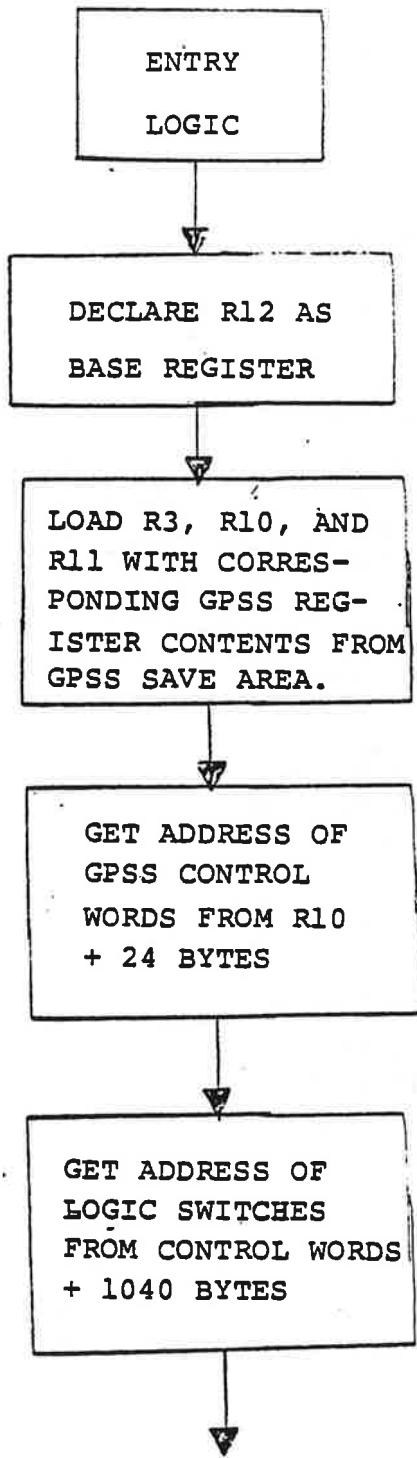 ENTRY
LOGIC
DECLARE R12 AS
BASE REGISTER
LOAD R3, R10, AND
R11 WITH CORRES-
PONDING GPSS REG-
ISTER CONTENTS FROM
GPSS SAVE AREA.
GET ADDRESS OF
GPSS CONTROL
WORDS FROM R10
+ 24 BYTES
GET ADDRESS OF
LOGIC SWITCHES
FROM CONTROL WORDS
+ 1040 BYTES